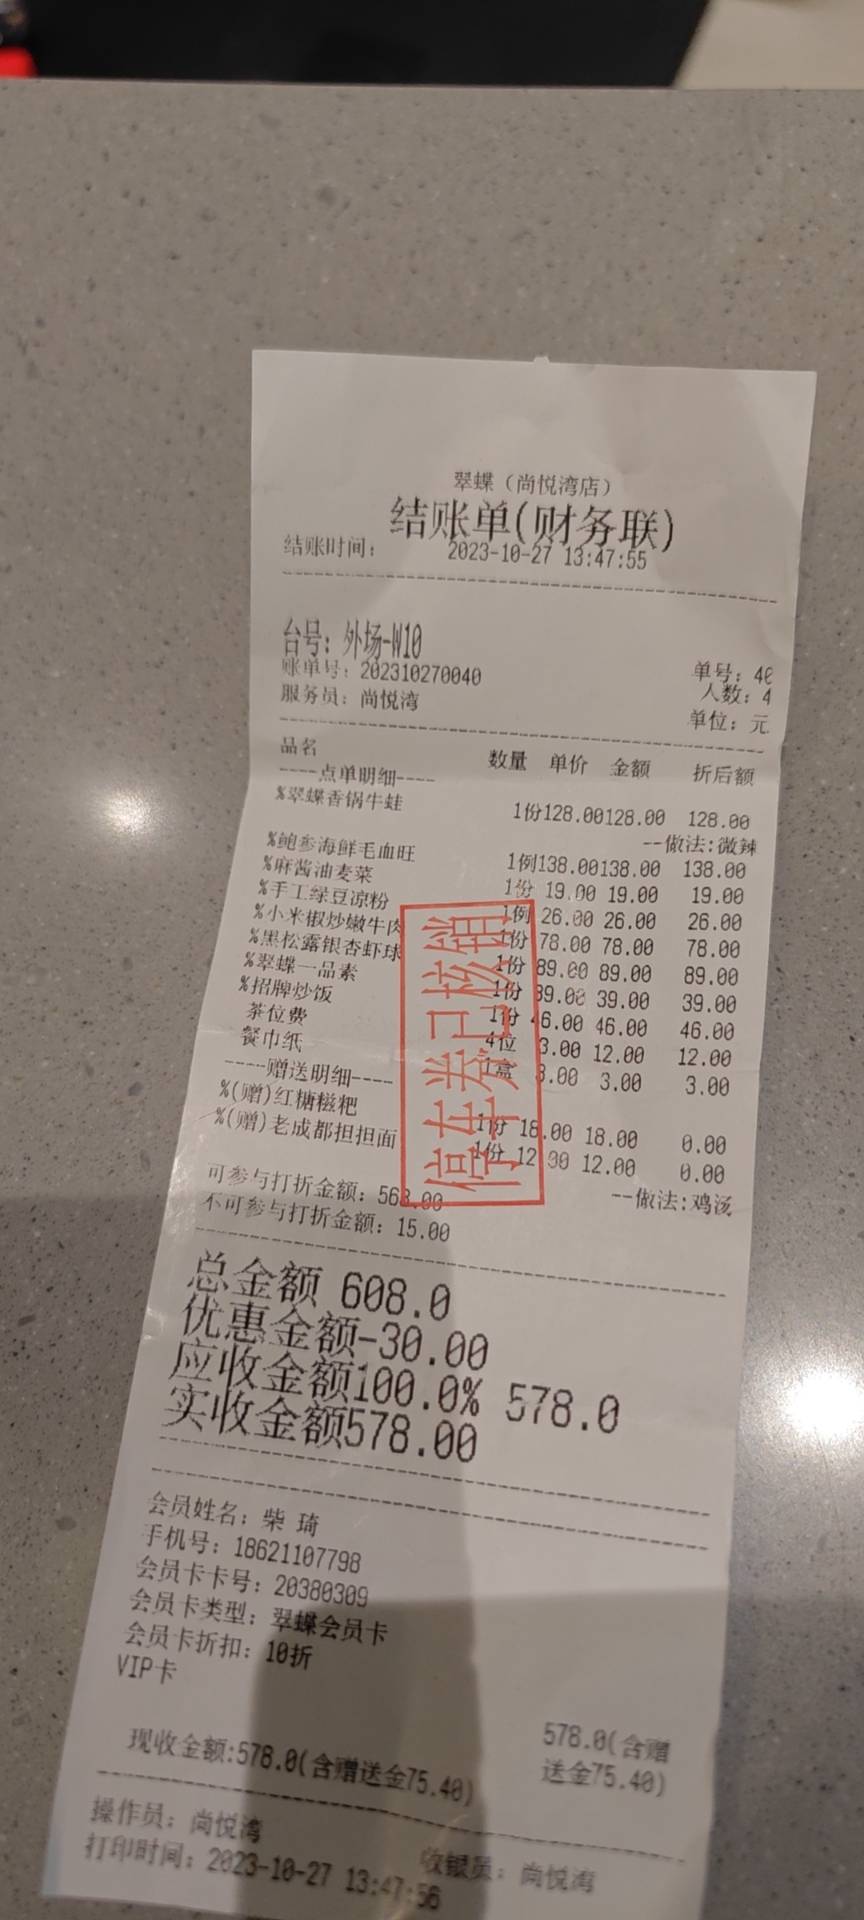 翠蝶（尚悦湾店）
结账单(财务联)
结账时间： 2023-10-27 13:47:55
台号：外场-W10
账单号：202310270040 单号：40
服务员：尚悦湾 人数：4
单位：元
品名 数量 单价 金额 折后额
----点单明细----
%翠蝶香锅牛蛙 1份128.00128.00 128.00
--做法:微辣
%鲍参海鲜毛血旺 1例138.00138.00 138.00
%麻酱油麦菜 1份 19.00 19.00 19.00
%手工绿豆凉粉 1例 26.00 26.00 26.00
%小米椒炒嫩牛肉 1份 78.00 78.00 78.00
%黑松露银杏虾球 1份 89.00 89.00 89.00
%翠蝶一品素 1份 39.00 39.00 39.00
%招牌炒饭 1份 46.00 46.00 46.00
茶位费 4位 3.00 12.00 12.00
餐巾纸 1盒 3.00 3.00 3.00
----赠送明细----
%(赠)红糖糍粑 1份 18.00 18.00 0.00
%(赠)老成都担担面 1份 12.00 12.00 0.00
--做法:鸡汤
可参与打折金额：563.00
不可参与打折金额：15.00
停车券已核销
总金额 608.0
优惠金额-30.00
应收金额100.0% 578.0
实收金额578.00
会员姓名：柴 琦
手机号：18621107798
会员卡卡号：20380309
会员卡类型：翠蝶会员卡
会员卡折扣：10折
VIP卡
578.0(含赠
送金75.40)
现收金额:578.0(含赠送金75.40)
操作员：尚悦湾 收银员：尚悦湾
打印时间：2023-10-27 13:47:56